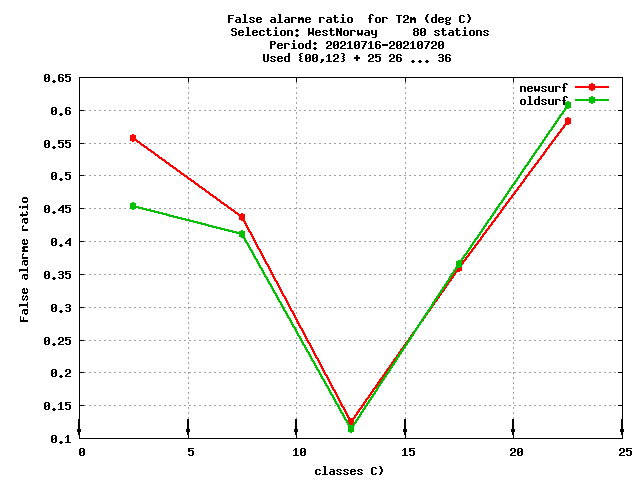 False alarme ratio  for T2m (deg C)
Selection: WestNorway     80 stations
Period: 20210716-20210720
Used {00,12} + 25 26 ... 36
newsurf
oldsurf
False alarme ratio
0.65
0.6
0.55
0.5
0.45
0.4
0.35
0.3
0.25
0.2
0.15
0.1
0 5 10 15 20 25
classes C)